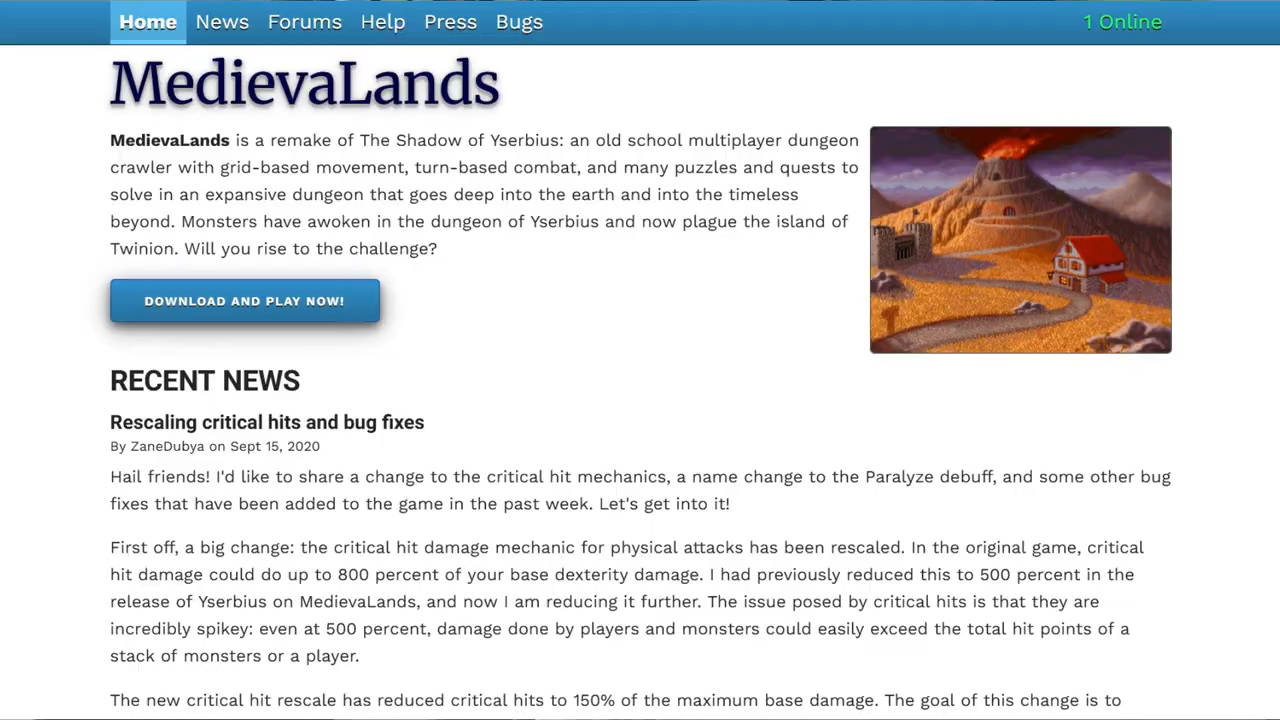 Home News Forums Help Press Bugs 1 Online
MedievaLands
MedievaLands is a remake of The Shadow of Yserbius: an old school multiplayer dungeon
crawler with grid-based movement, turn-based combat, and many puzzles and quests to
solve in an expansive dungeon that goes deep into the earth and into the timeless
beyond. Monsters have awoken in the dungeon of Yserbius and now plague the island of
Twinion. Will you rise to the challenge?
DOWNLOAD AND PLAY NOW!
RECENT NEWS
Rescaling critical hits and bug fixes
By ZaneDubya on Sept 15, 2020
Hail friends! I'd like to share a change to the critical hit mechanics, a name change to the Paralyze debuff, and some other bug
fixes that have been added to the game in the past week. Let's get into it!
First off, a big change: the critical hit damage mechanic for physical attacks has been rescaled. In the original game, critical
hit damage could do up to 800 percent of your base dexterity damage. I had previously reduced this to 500 percent in the
release of Yserbius on MedievaLands, and now I am reducing it further. The issue posed by critical hits is that they are
incredibly spikey: even at 500 percent, damage done by players and monsters could easily exceed the total hit points of a
stack of monsters or a player.
The new critical hit rescale has reduced critical hits to 150% of the maximum base damage. The goal of this change is to